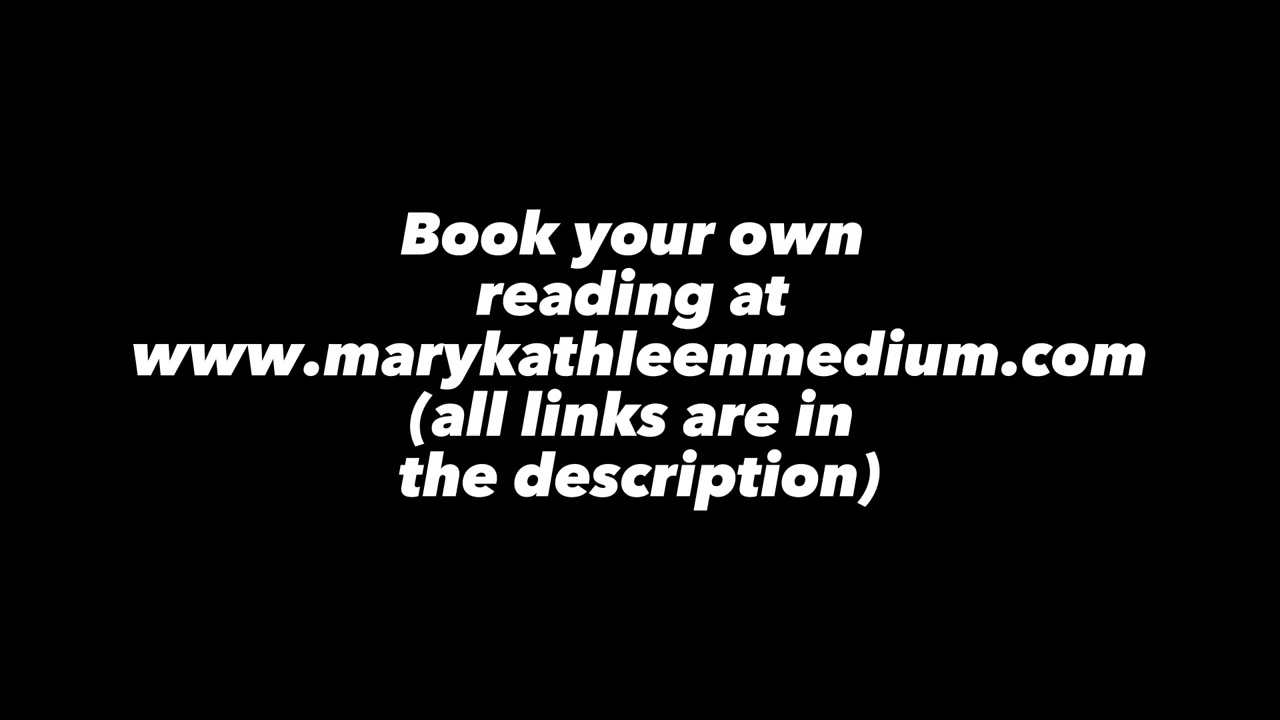 Book your own
reading at
www.marykathleenmedium.com
(all links are in
the description)